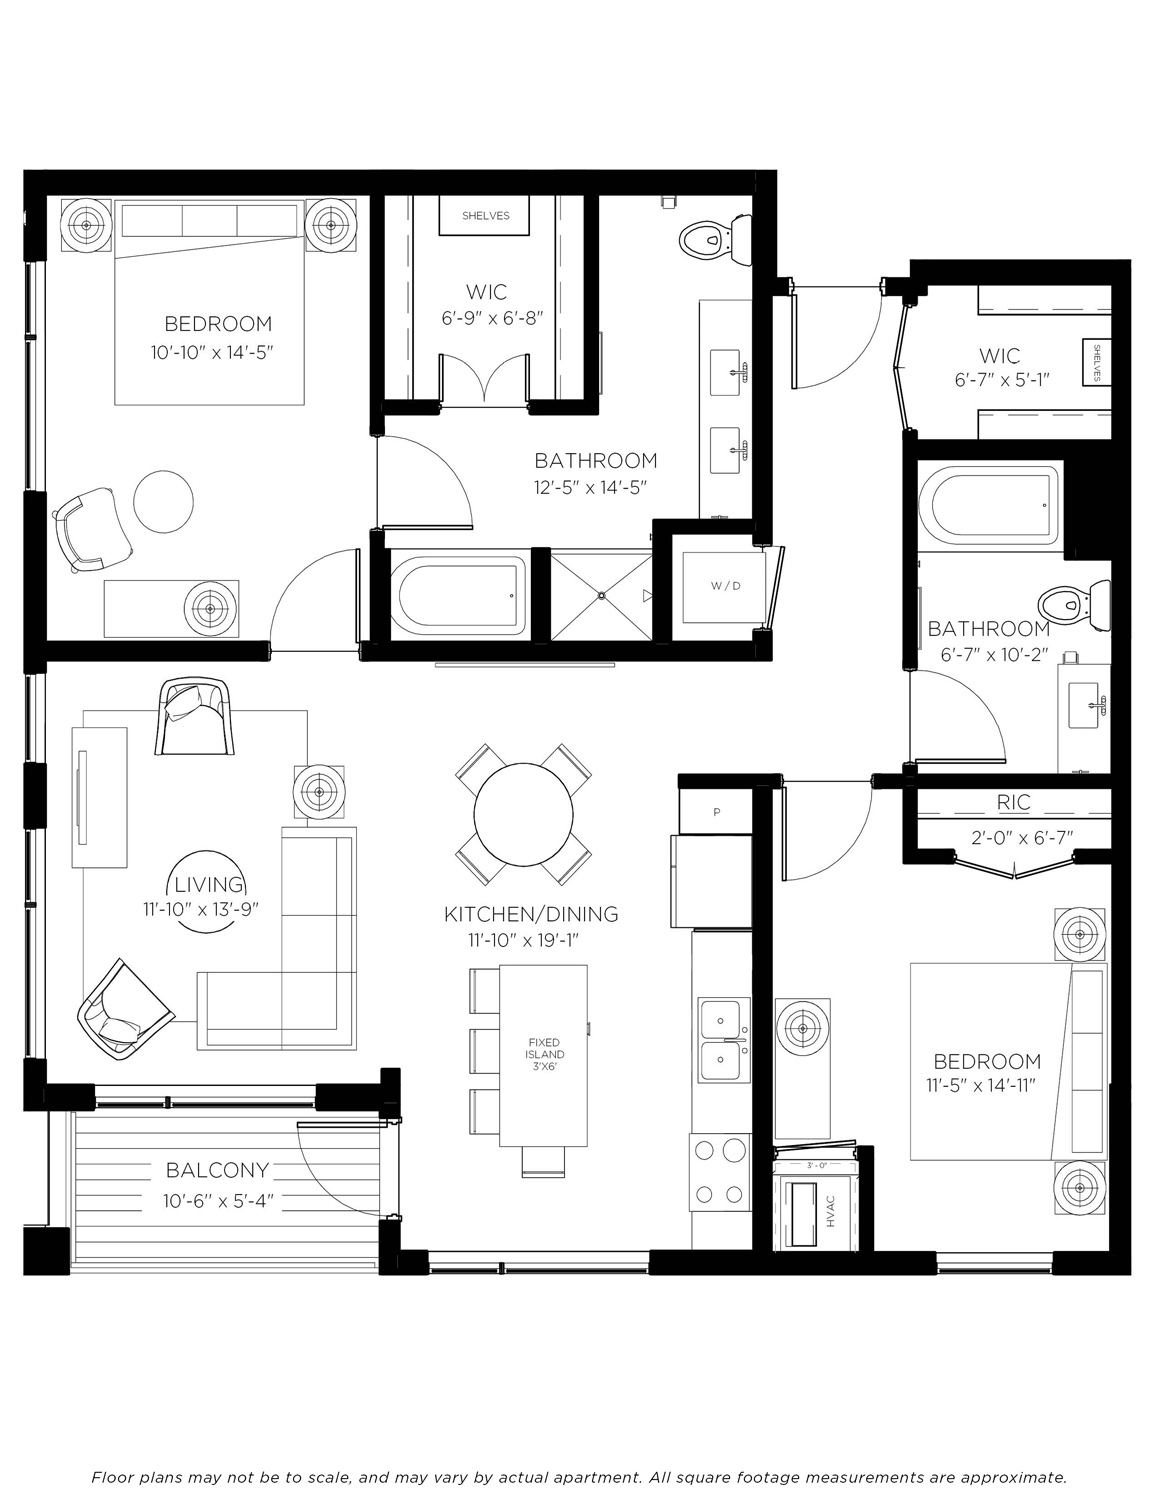 SHELVES
WIC
6'-9" x 6'-8"
BEDROOM
10'-10" x 14'-5"
WIC
6'-7" x 5'-1"
SHELVES
BATHROOM
12'-5" x 14'-5"
W / D
BATHROOM
6'-7" x 10'-2"
RIC
2'-0" x 6'-7"
P
LIVING
11'-10" x 13'-9"
KITCHEN/DINING
11'-10" x 19'-1"
FIXED
ISLAND
3'X6'
BEDROOM
11'-5" x 14'-11"
BALCONY
10'-6" x 5'-4"
3'-0"
HVAC
Floor plans may not be to scale, and may vary by actual apartment. All square footage measurements are approximate.